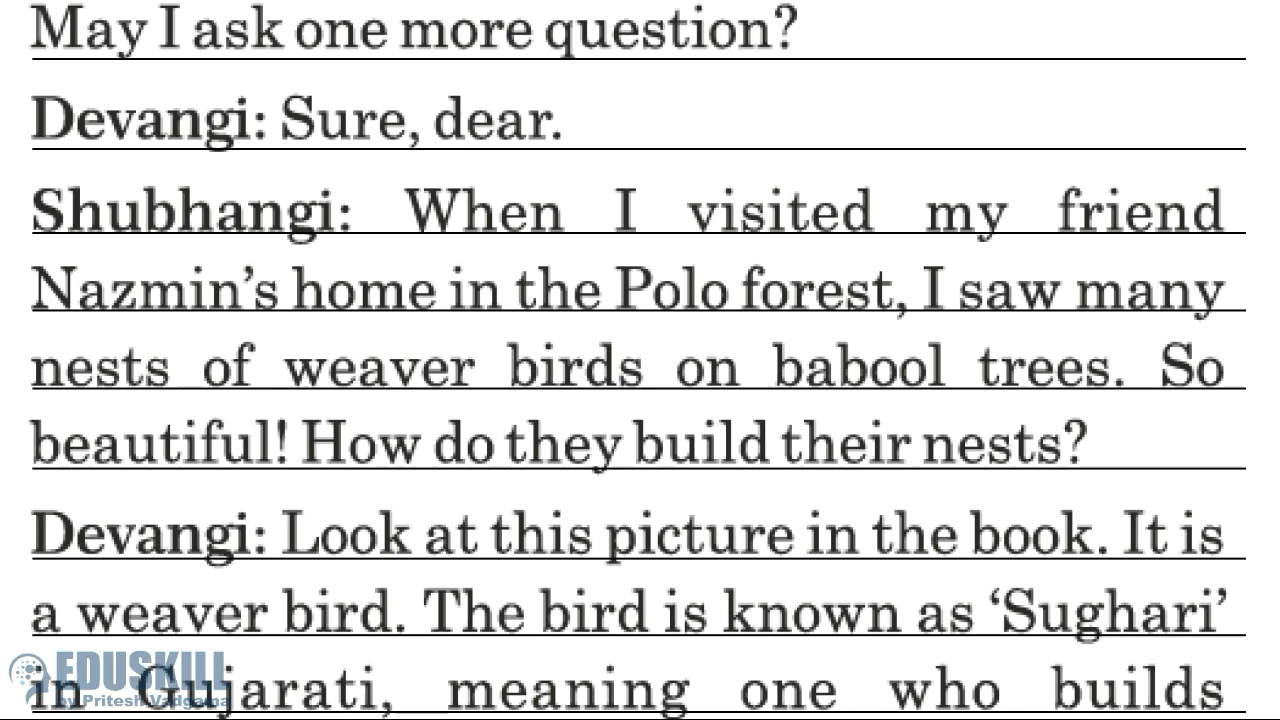 May I ask one more question?
Devangi: Sure, dear.
Shubhangi: When I visited my friend
Nazmin’s home in the Polo forest, I saw many
nests of weaver birds on babool trees. So
beautiful! How do they build their nests?
Devangi: Look at this picture in the book. It is
a weaver bird. The bird is known as ‘Sughari’
in Gujarati, meaning one who builds
EDUSKILL
by Pritesh Vadgama